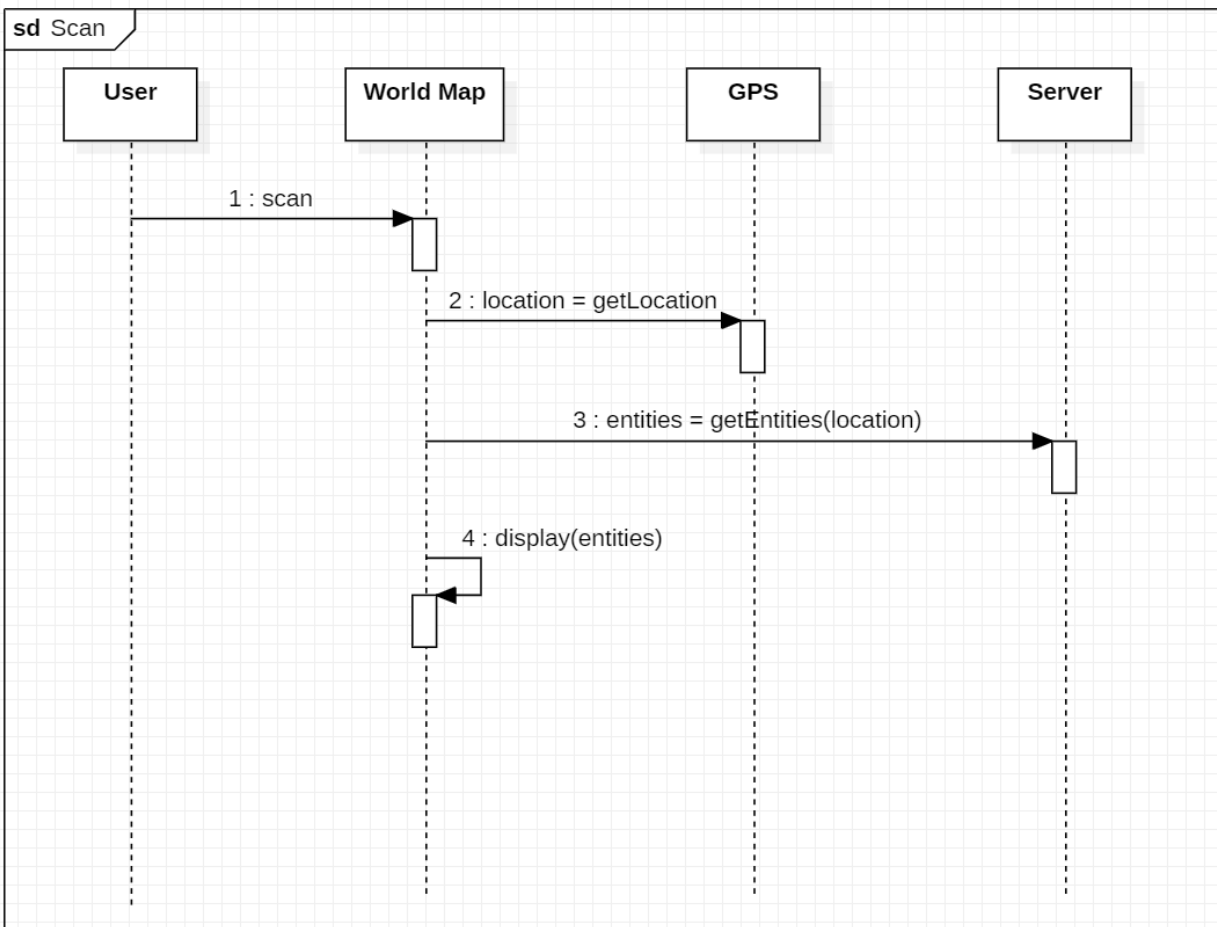 sd Scan
User
World Map
GPS
Server
1 : scan
2 : location = getLocation
3 : entities = getEntities(location)
4 : display(entities)